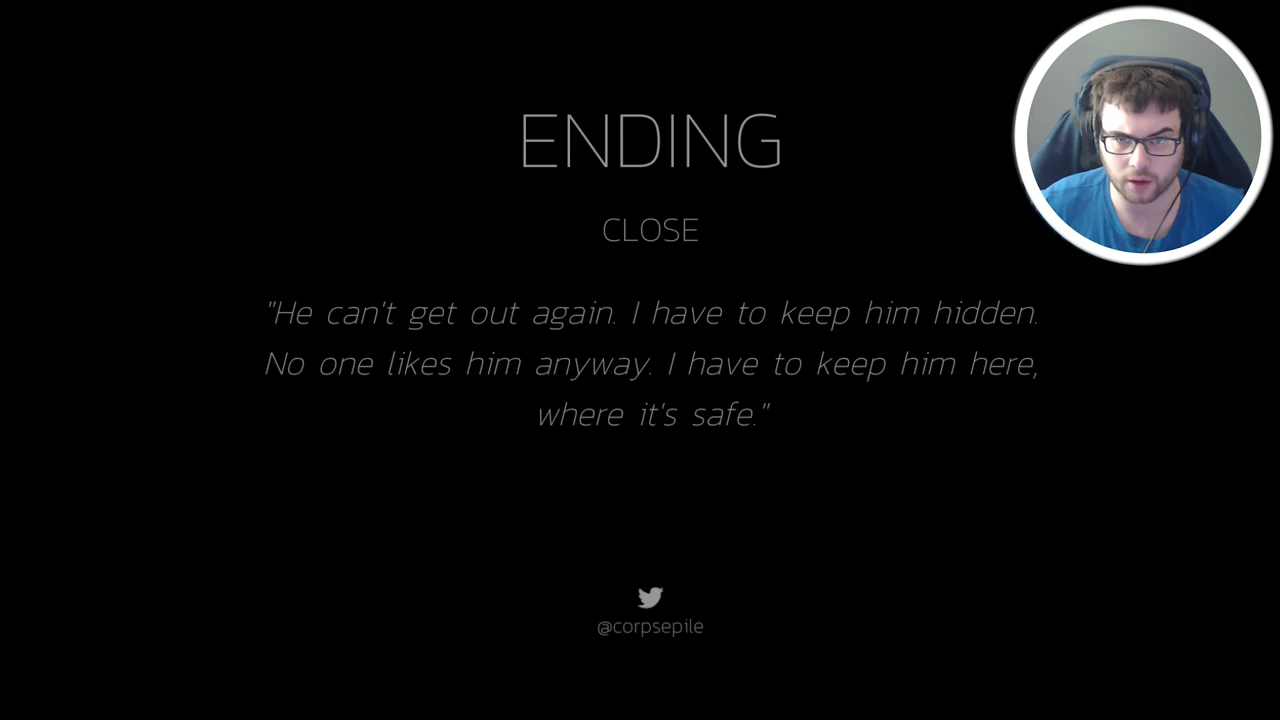 ENDING
CLOSE
"He can't get out again. I have to keep him hidden.
No one likes him anyway. I have to keep him here,
where it's safe."
@corpsepile